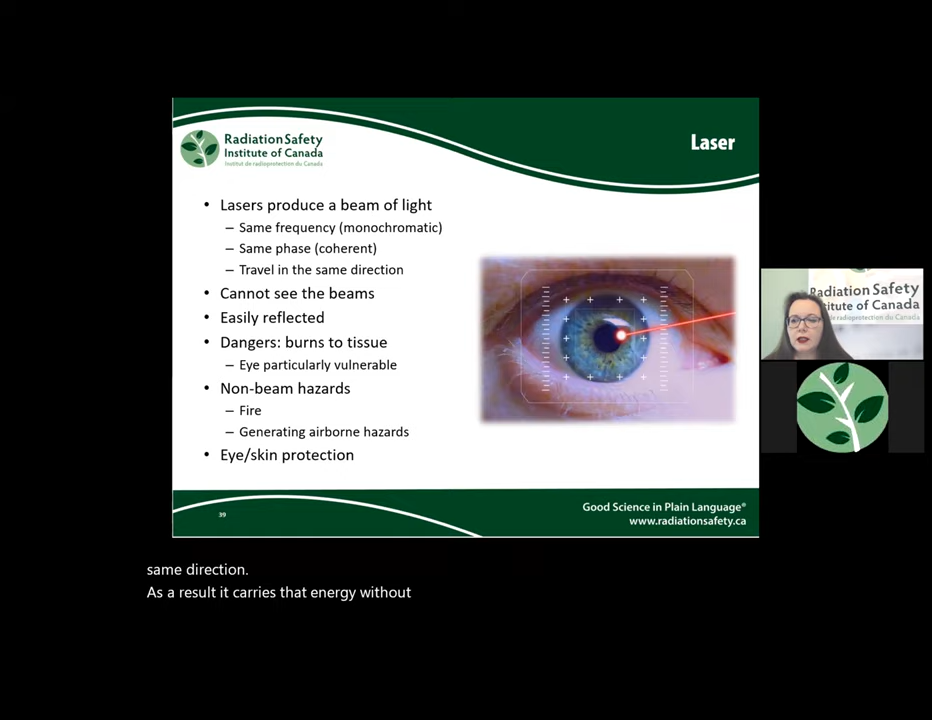 Radiation Safety
Institute of Canada
Institut de radioprotection du Canada
Laser
• Lasers produce a beam of light
– Same frequency (monochromatic)
– Same phase (coherent)
– Travel in the same direction
• Cannot see the beams
• Easily reflected
• Dangers: burns to tissue
– Eye particularly vulnerable
• Non-beam hazards
– Fire
– Generating airborne hazards
• Eye/skin protection
39
Good Science in Plain Language®
www.radiationsafety.ca
Radiation Safety
titute of Canada
de radioprotection du Canada
same direction.
As a result it carries that energy without